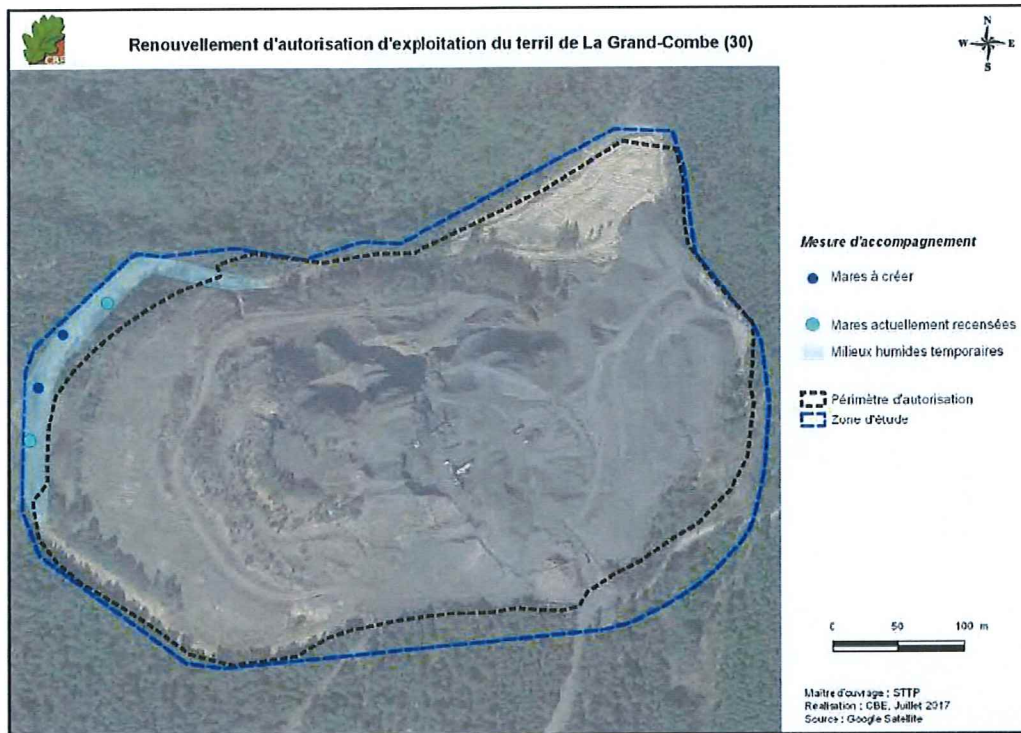 CBE
Renouvellement d'autorisation d'exploitation du terril de La Grand-Combe (30)
N
W E
S
Mesure d'accompagnement
Mares à créer
Mares actuellement recensées
Milieux humides temporaires
Périmètre d'autorisation
Zone d'étude
0 50 100 m
Maître d'ouvrage : STTP
Réalisation : CBE, Juillet 2017
Source : Google Satellite